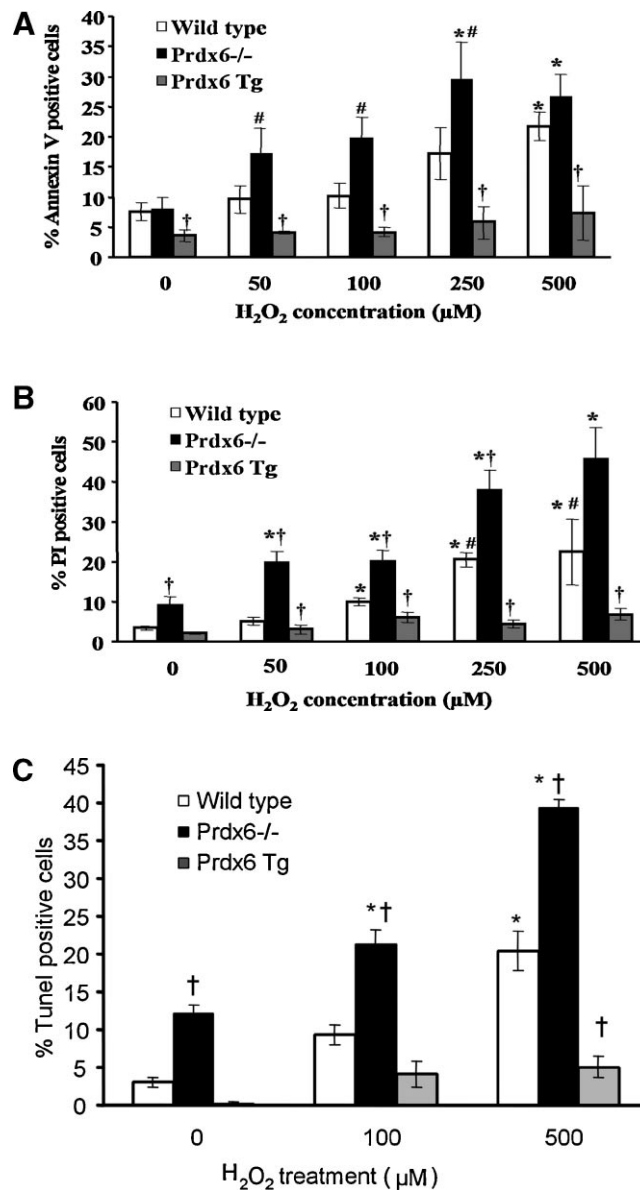 A
% Annexin V positive cells
40
35
30
25
20
15
10
5
0
Wild type
Prdx6-/-
Prdx6 Tg
† # † # † *# † * * †
0 50 100 250 500
H₂O₂ concentration (µM)
B
% PI positive cells
60
50
40
30
20
10
0
Wild type
Prdx6-/-
Prdx6 Tg
† *† † * *† † *# *† † *# * †
0 50 100 250 500
H₂O₂ concentration (µM)
C
% Tunel positive cells
45
40
35
30
25
20
15
10
5
0
Wild type
Prdx6-/-
Prdx6 Tg
† *† * *† †
0 100 500
H₂O₂ treatment (µM)